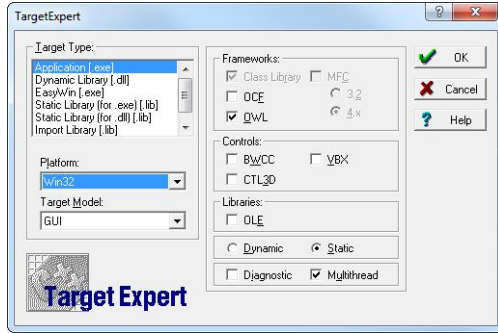 TargetExpert
Target Type:
Application [.exe]
Dynamic Library [.dll]
EasyWin [.exe]
Static Library (for .exe) [.lib]
Static Library (for .dll) [.lib]
Import Library [.lib]
Platform:
Win32
Target Model:
GUI
Target Expert
Frameworks:
Class Library MFC
OCF 3.2
OWL 4.x
Controls:
BWCC VBX
CTL3D
Libraries:
OLE
Dynamic Static
Diagnostic Multithread
OK
Cancel
? Help